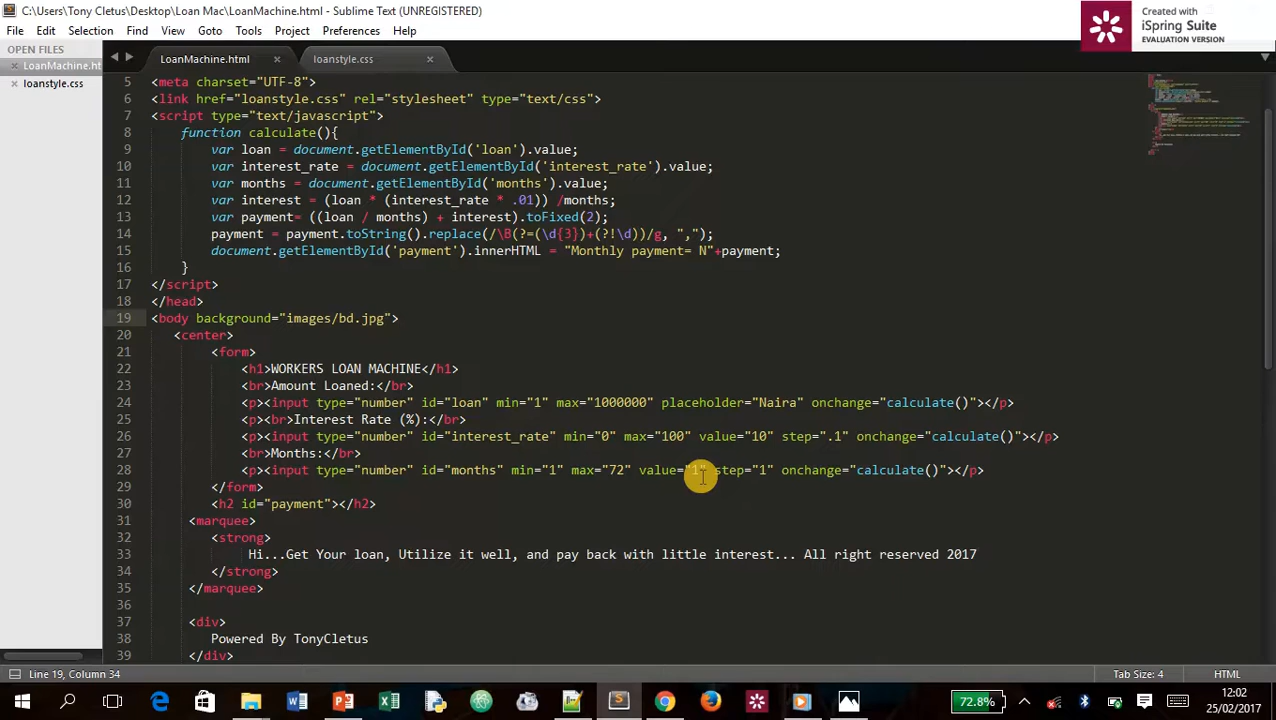 C:\Users\Tony Cletus\Desktop\Loan Mac\LoanMachine.html - Sublime Text (UNREGISTERED)
Created with
iSpring Suite
EVALUATION VERSION
File Edit Selection Find View Goto Tools Project Preferences Help
OPEN FILES
LoanMachine.ht
loanstyle.css
LoanMachine.html × loanstyle.css ×
5 <meta charset="UTF-8">
6 <link href="loanstyle.css" rel="stylesheet" type="text/css">
7 <script type="text/javascript">
8 function calculate(){
9 var loan = document.getElementById('loan').value;
10 var interest_rate = document.getElementById('interest_rate').value;
11 var months = document.getElementById('months').value;
12 var interest = (loan * (interest_rate * .01)) /months;
13 var payment= ((loan / months) + interest).toFixed(2);
14 payment = payment.toString().replace(/\B(?=(\d{3})+(?!\d))/g, ",");
15 document.getElementById('payment').innerHTML = "Monthly payment= N"+payment;
16 }
17 </script>
18 </head>
19 <body background="images/bd.jpg">
20 <center>
21 <form>
22 <h1>WORKERS LOAN MACHINE</h1>
23 <br>Amount Loaned:</br>
24 <p><input type="number" id="loan" min="1" max="1000000" placeholder="Naira" onchange="calculate()"></p>
25 <p><br>Interest Rate (%):</br>
26 <p><input type="number" id="interest_rate" min="0" max="100" value="10" step=".1" onchange="calculate()"></p>
27 <br>Months:</br>
28 <p><input type="number" id="months" min="1" max="72" value="1" step="1" onchange="calculate()"></p>
29 </form>
30 <h2 id="payment"></h2>
31 <marquee>
32 <strong>
33 Hi...Get Your loan, Utilize it well, and pay back with little interest... All right reserved 2017
34 </strong>
35 </marquee>
36
37 <div>
38 Powered By TonyCletus
39 </div>
Line 19, Column 34 Tab Size: 4 HTML
72.8%
12:02
25/02/2017